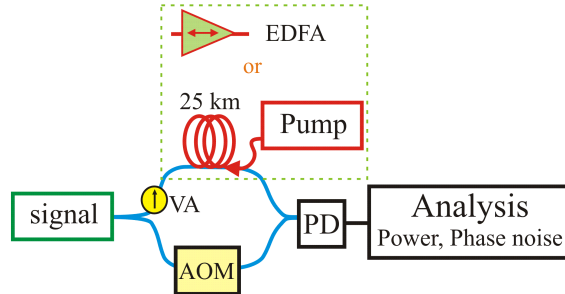 EDFA
or
25 km
Pump
signal
VA
AOM
PD
Analysis
Power, Phase noise